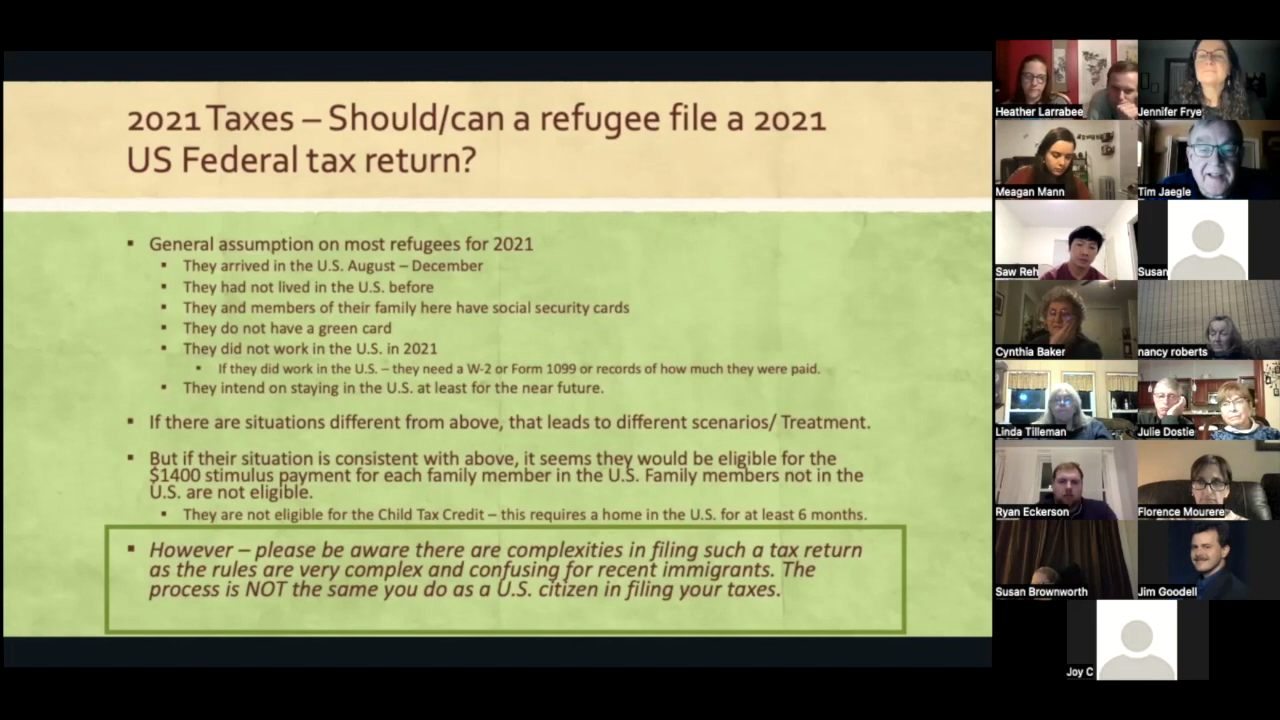 2021 Taxes – Should/can a refugee file a 2021
US Federal tax return?
▪ General assumption on most refugees for 2021
▪ They arrived in the U.S. August – December
▪ They had not lived in the U.S. before
▪ They and members of their family here have social security cards
▪ They do not have a green card
▪ They did not work in the U.S. in 2021
▪ If they did work in the U.S. – they need a W-2 or Form 1099 or records of how much they were paid.
▪ They intend on staying in the U.S. at least for the near future.
▪ If there are situations different from above, that leads to different scenarios/ Treatment.
▪ But if their situation is consistent with above, it seems they would be eligible for the
$1400 stimulus payment for each family member in the U.S. Family members not in the
U.S. are not eligible.
▪ They are not eligible for the Child Tax Credit – this requires a home in the U.S. for at least 6 months.
▪ However – please be aware there are complexities in filing such a tax return
as the rules are very complex and confusing for recent immigrants. The
process is NOT the same you do as a U.S. citizen in filing your taxes.
Heather Larrabee
Jennifer Frye
Meagan Mann
Tim Jaegle
Saw Reh
Susan
Cynthia Baker
nancy roberts
Linda Tilleman
Julie Dostie
Ryan Eckerson
Florence Mourere
Susan Brownworth
Jim Goodell
Joy C